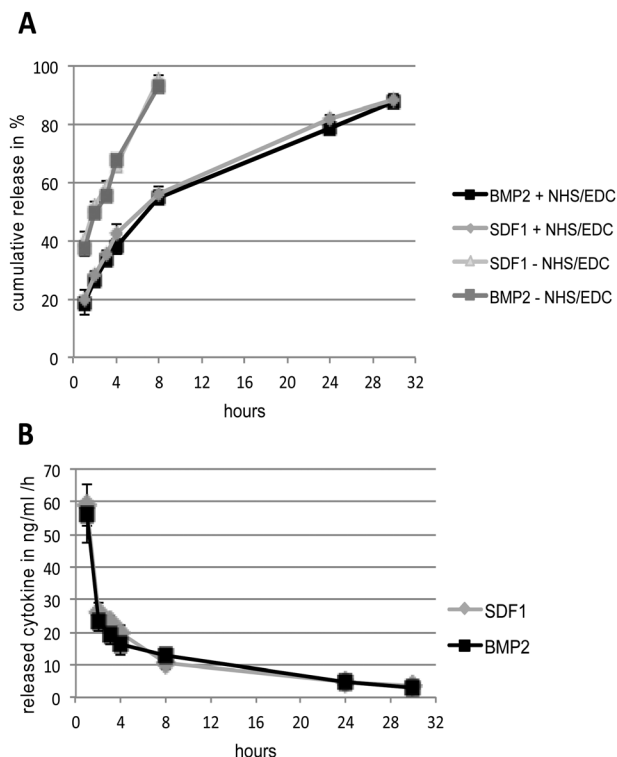 A
cumulative release in %
100
80
60
40
20
0
0 4 8 12 16 20 24 28 32
hours
BMP2 + NHS/EDC
SDF1 + NHS/EDC
SDF1 - NHS/EDC
BMP2 - NHS/EDC
B
released cytokine in ng/ml /h
70
60
50
40
30
20
10
0
0 4 8 12 16 20 24 28 32
hours
SDF1
BMP2